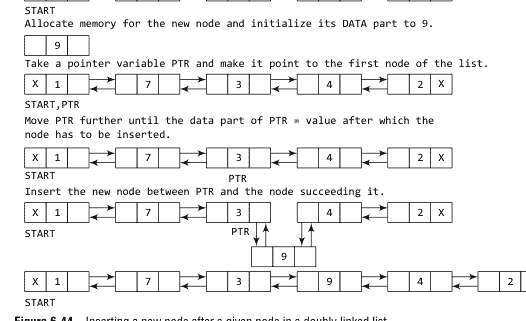 START
Allocate memory for the new node and initialize its DATA part to 9.
9
Take a pointer variable PTR and make it point to the first node of the list.
X 1 7 3 4 2 X
START,PTR
Move PTR further until the data part of PTR = value after which the
node has to be inserted.
X 1 7 3 4 2 X
START PTR
Insert the new node between PTR and the node succeeding it.
X 1 7 3 4 2 X
START PTR
9
X 1 7 3 9 4 2
START
Figure 6.44 Inserting a new node after a given node in a doubly linked list